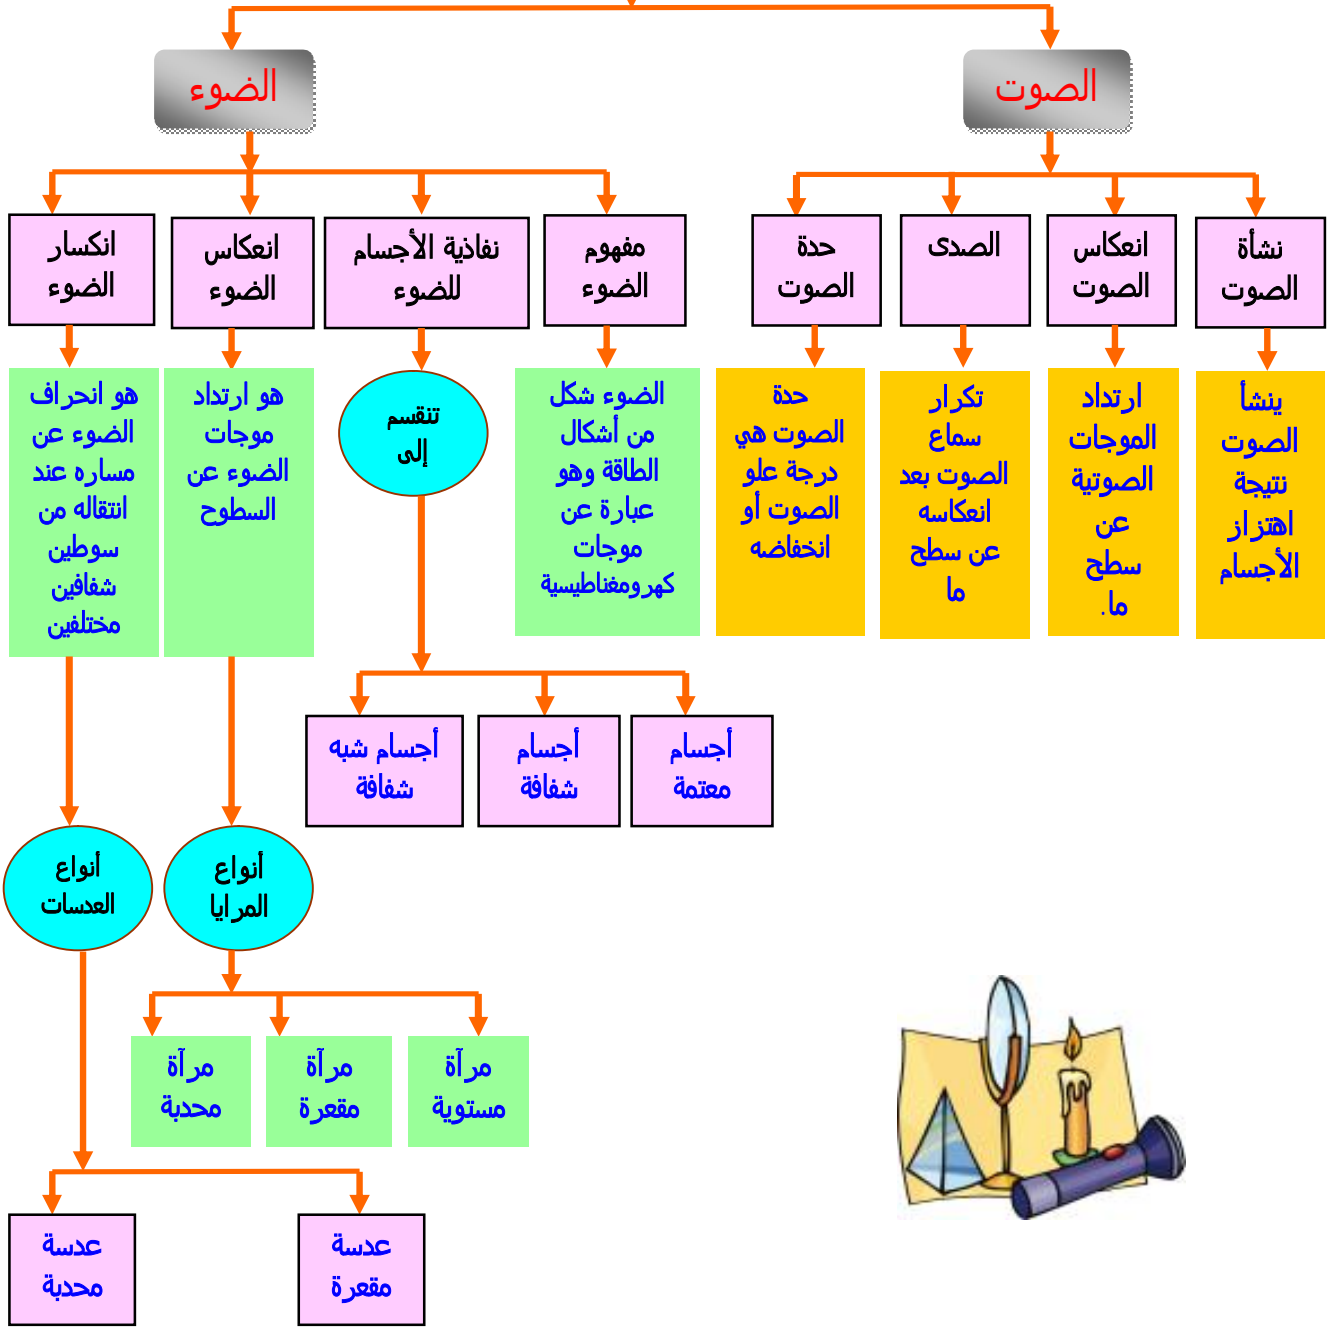 الصوت
الضوء
نشأة
الصوت
انعكاس
الصوت
الصدى
حدة
الصوت
مفهوم
الضوء
نفاذية الأجسام
للضوء
انعكاس
الضوء
انكسار
الضوء
ينشأ
الصوت
نتيجة
اهتزاز
الأجسام
ارتداد
الموجات
الصوتية
عن
سطح
ما.
تكرار
سماع
الصوت بعد
انعكاسه
عن سطح
ما
حدة
الصوت هي
درجة علو
الصوت أو
انخفاضه
الضوء شكل
من أشكال
الطاقة وهو
عبارة عن
موجات
كهرومغناطيسية
تنقسم
إلى
هو ارتداد
موجات
الضوء عن
السطوح
هو انحراف
الضوء عن
مساره عند
انتقاله من
سوطين
شفافين
مختلفين
أجسام
معتمة
أجسام
شفافة
أجسام شبه
شفافة
أنواع
المرايا
أنواع
العدسات
مرآة
مستوية
مرآة
مقعرة
مرآة
محدبة
عدسة
مقعرة
عدسة
محدبة